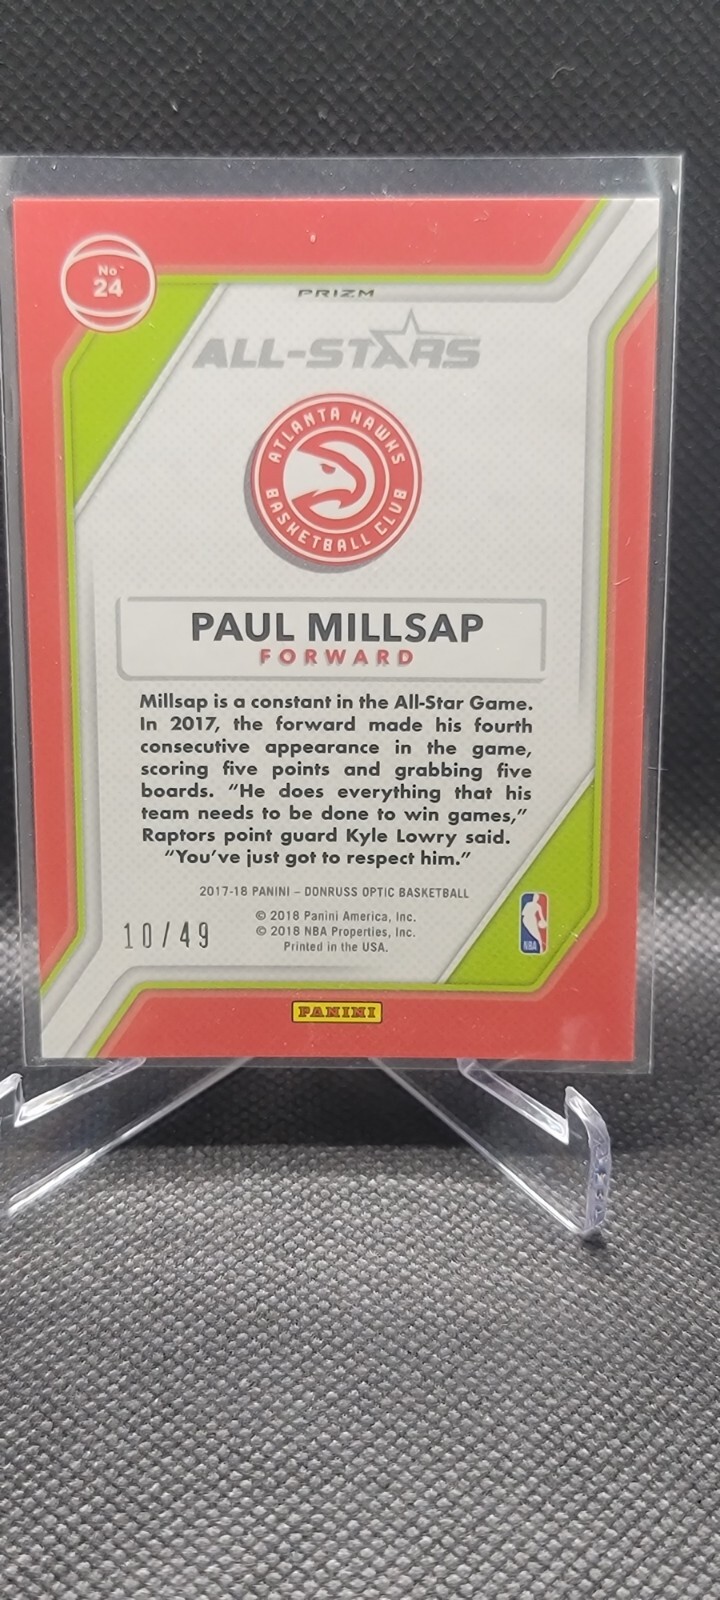 No
24
PRIZM
ALL-STARS
ATLANTA HAWKS
BASKETBALL CLUB
PAUL MILLSAP
FORWARD
Millsap is a constant in the All-Star Game.
In 2017, the forward made his fourth
consecutive appearance in the game,
scoring five points and grabbing five
boards. “He does everything that his
team needs to be done to win games,”
Raptors point guard Kyle Lowry said.
“You’ve just got to respect him.”
2017-18 PANINI – DONRUSS OPTIC BASKETBALL
© 2018 Panini America, Inc.
© 2018 NBA Properties, Inc.
Printed in the USA.
10/49
NBA
PANINI